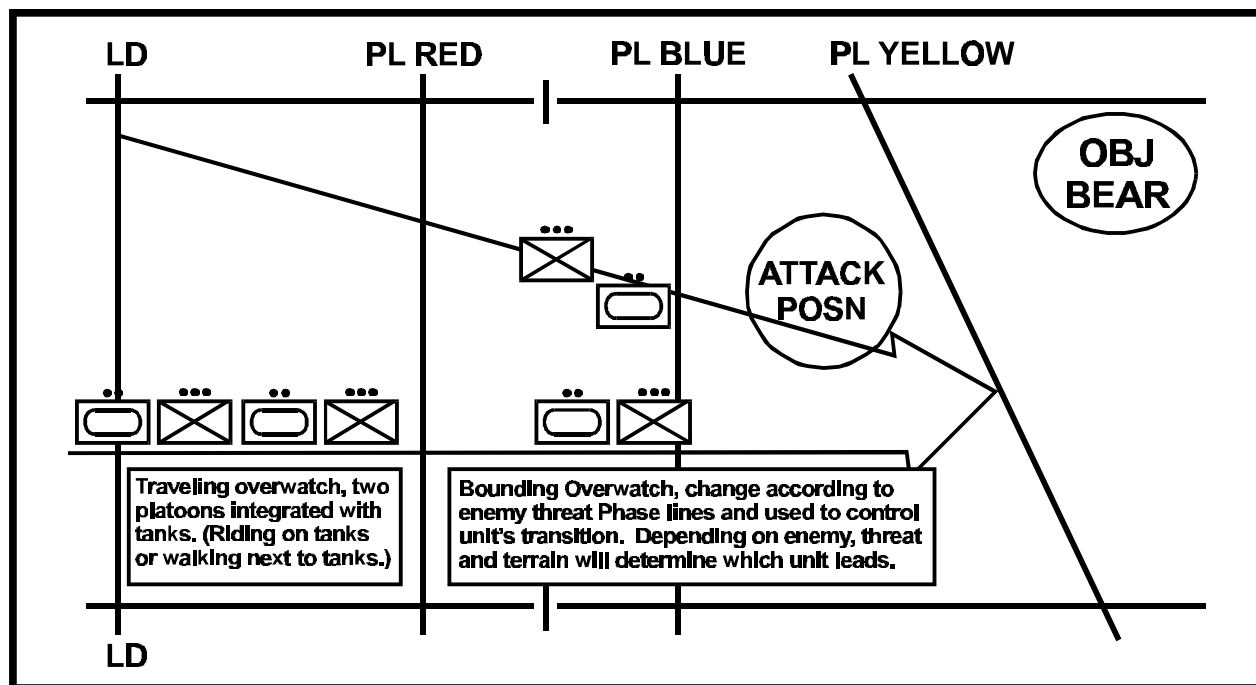 LD
PL RED
PL BLUE
PL YELLOW
OBJ
BEAR
ATTACK
POSN
Traveling overwatch, two
platoons integrated with
tanks. (Riding on tanks
or walking next to tanks.)
Bounding Overwatch, change according to
enemy threat Phase lines and used to control
unit's transition. Depending on enemy, threat
and terrain will determine which unit leads.
LD